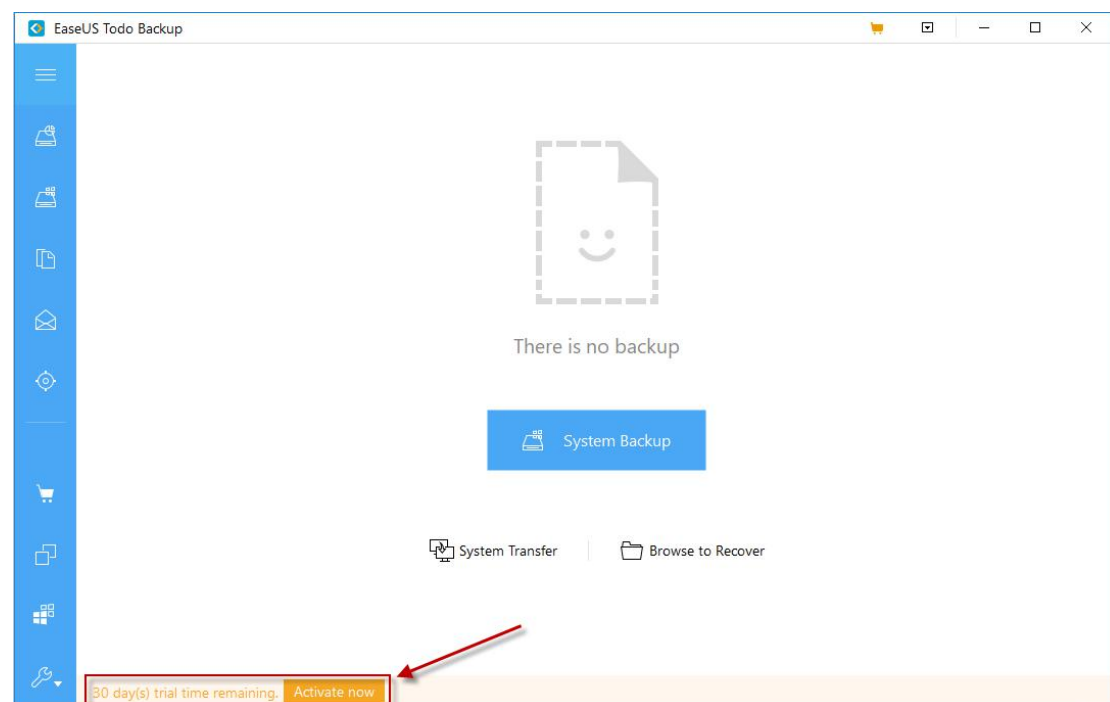 EaseUS Todo Backup
There is no backup
System Backup
System Transfer
Browse to Recover
30 day(s) trial time remaining. Activate now